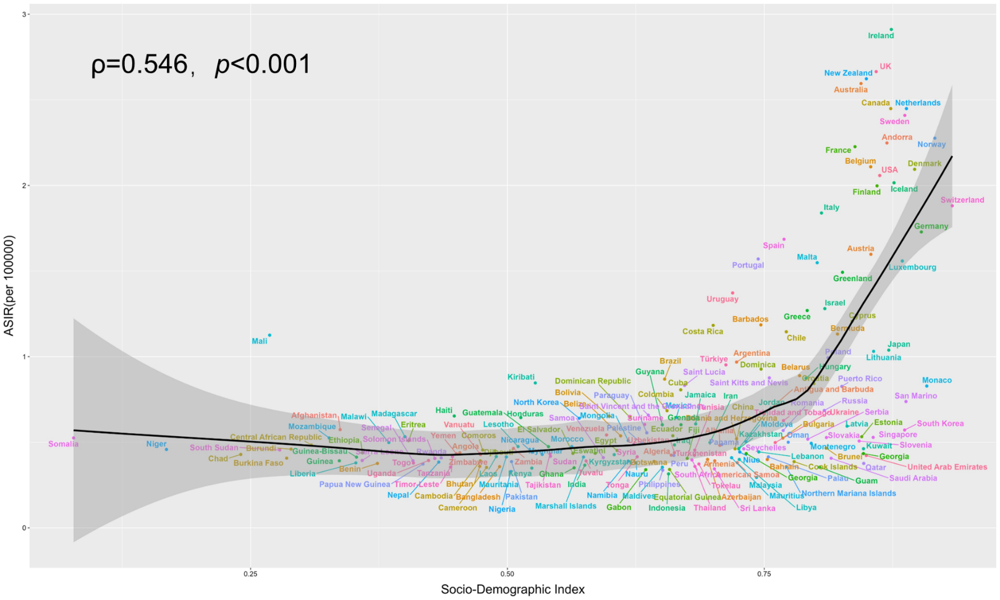 3
ρ=0.546, p<0.001
Ireland
UK
New Zealand
Australia
Canada
Netherlands
Sweden
Andorra
Norway
France
Belgium
Denmark
USA
2
Iceland
Finland
Switzerland
Italy
Germany
Spain
Austria
Malta
Portugal
Luxembourg
Greenland
Uruguay
Israel
Greece
Cyprus
Barbados
Bermuda
Costa Rica
Chile
Mali
Japan
1
Poland
Lithuania
Argentina
Türkiye
Brazil
Dominica
Belarus
Hungary
Guyana
Saint Lucia
Kiribati
Croatia
Puerto Rico
Monaco
Dominican Republic
Cuba
Saint Kitts and Nevis
Bolivia
Paraguay
Colombia
Jamaica
Iran
Antigua and Barbuda
San Marino
North Korea
Belize
Saint Vincent and the Grenadines
Mexico
Tunisia
China
Jordan
Russia
Romania
Haiti
Guatemala
Honduras
Trinidad and Tobago
Ukraine
Serbia
Afghanistan
Malawi
Madagascar
Samoa
Mongolia
Suriname
Grenada
Bosnia and Herzegovina
Mozambique
Senegal
Eritrea
Vanuatu
Lesotho
El Salvador
Venezuela
Palestine
Ecuador
Fiji
Albania
Moldova
Bulgaria
Latvia
Estonia
South Korea
Central African Republic
Ethiopia
Solomon Islands
Yemen
Comoros
Nicaragua
Morocco
Egypt
Uzbekistan
Iraq
Panama
Kazakhstan
Oman
Slovakia
Singapore
Somalia
Niger
South Sudan
Burundi
Guinea-Bissau
Sierra Leone
Rwanda
Angola
Djibouti
Myanmar
Eswatini
Syria
Algeria
Turkmenistan
Seychelles
Montenegro
Kuwait
Slovenia
Chad
Burkina Faso
Guinea
Togo
Zimbabwe
Zambia
Sudan
Kyrgyzstan
Botswana
Peru
Armenia
Niue
Lebanon
Brunei
Georgia
Liberia
Benin
Uganda
Tanzania
Laos
Kenya
Ghana
Tuvalu
Nauru
South Africa
American Samoa
Bahrain
Cook Islands
Qatar
United Arab Emirates
Papua New Guinea
Timor-Leste
Bhutan
Mauritania
Tajikistan
India
Tonga
Philippines
Tokelau
Malaysia
Georgia
Palau
Guam
Saudi Arabia
Nepal
Cambodia
Bangladesh
Pakistan
Namibia
Maldives
Equatorial Guinea
Azerbaijan
Mauritius
Northern Mariana Islands
Cameroon
Nigeria
Marshall Islands
Gabon
Indonesia
Thailand
Sri Lanka
Libya
0
ASIR(per 100000)
0.25
0.50
0.75
Socio-Demographic Index